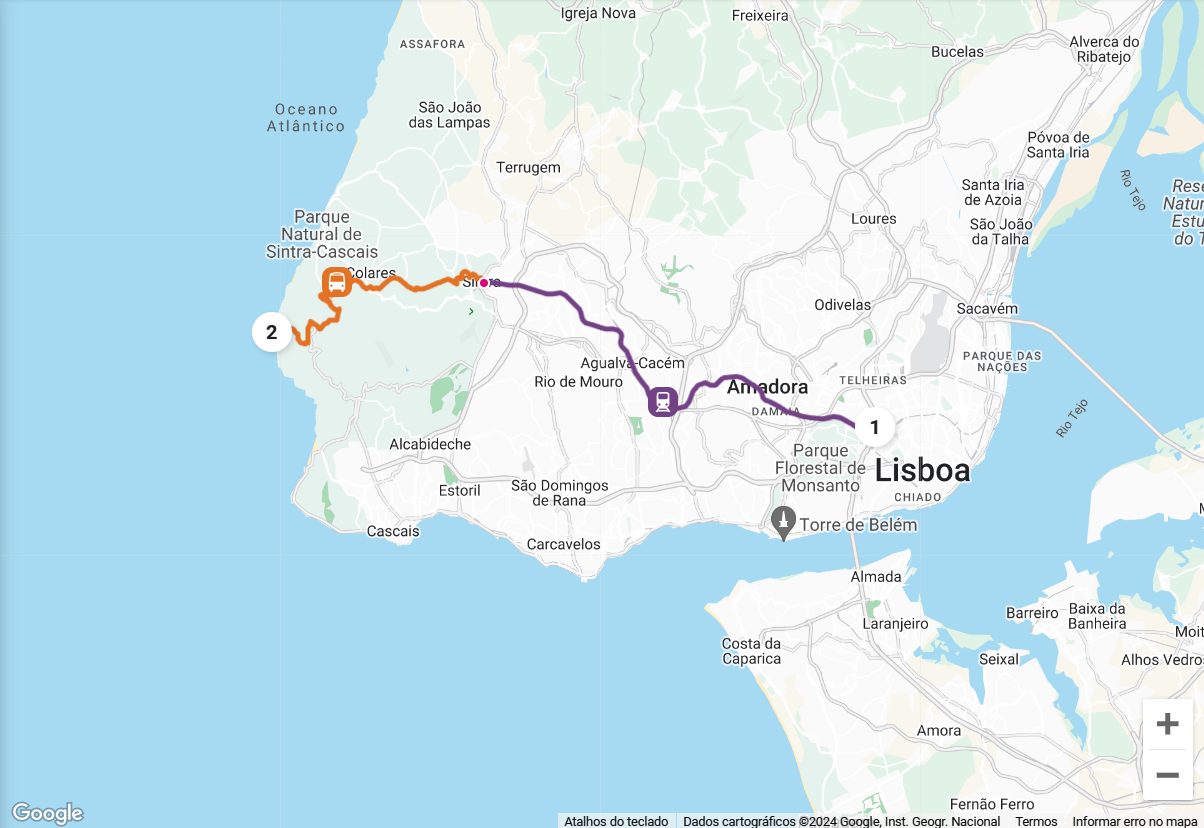 Igreja Nova
Freixeira
ASSAFORA
Bucelas
Alverca do
Ribatejo
Oceano
Atlântico
São João
das Lampas
Póvoa de
Santa Iria
Terrugem
Rio Tejo
Santa Iria
de Azoia
Rese
Natur
Estu
do T
Parque
Natural de
Sintra-Cascais
Loures
São João
da Talha
Colares
Sintra
Odivelas
Sacavém
2
Agualva-Cacém
Rio de Mouro
PARQUE DAS
NAÇÕES
TELHEIRAS
Amadora
DAMAIA
Rio Tejo
1
Alcabideche
Parque
Florestal de
Monsanto
Lisboa
Estoril
São Domingos
de Rana
CHIADO
Cascais
Torre de Belém
Carcavelos
Almada
Barreiro
Baixa da
Banheira
Laranjeiro
Moit
Costa da
Caparica
Seixal
Alhos Vedro
Amora
+
−
Fernão Ferro
Google
Atalhos do teclado
Dados cartográficos ©2024 Google, Inst. Geogr. Nacional
Termos
Informar erro no mapa